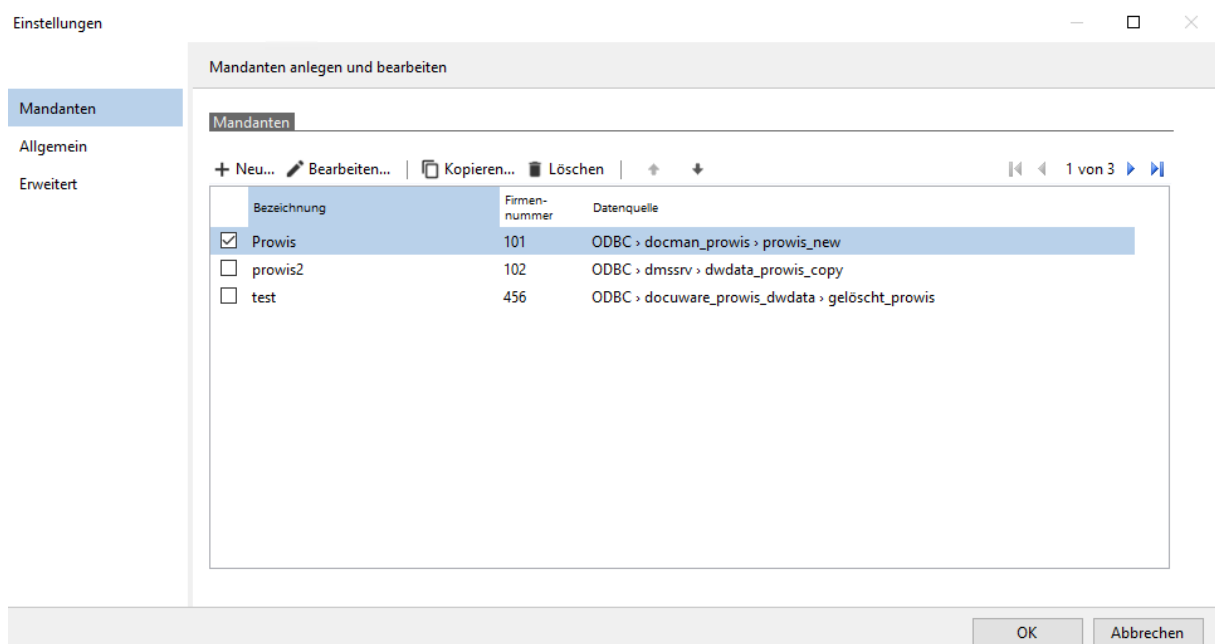 Einstellungen
Mandanten anlegen und bearbeiten
Mandanten
Allgemein
Erweitert
Mandanten
Neu... Bearbeiten... Kopieren... Löschen 1 von 3
Bezeichnung Firmen-
nummer Datenquelle
Prowis 101 ODBC › docman_prowis › prowis_new
prowis2 102 ODBC › dmssrv › dwdata_prowis_copy
test 456 ODBC › docuware_prowis_dwdata › gelöscht_prowis
OK Abbrechen